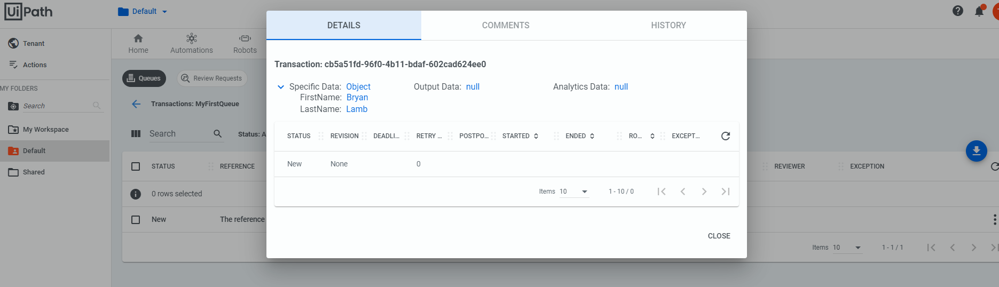 UiPath
Default
Tenant
Actions
MY FOLDERS
Search
My Workspace
Default
Shared
Home
Automations
Robots
Queues
Review Requests
Transactions: MyFirstQueue
Search
Status: A
STATUS
REFERENCE
REVIEWER
EXCEPTION
0 rows selected
New
The reference
Items 10
1 - 1 / 1
DETAILS
COMMENTS
HISTORY
Transaction: cb5a51fd-96f0-4b11-bdaf-602cad624ee0
Specific Data: Object
Output Data: null
Analytics Data: null
FirstName: Bryan
LastName: Lamb
STATUS
REVISION
DEADLI...
RETRY ...
POSTPO...
STARTED
ENDED
RO...
EXCEPT...
New
None
0
Items 10
1 - 10 / 0
CLOSE